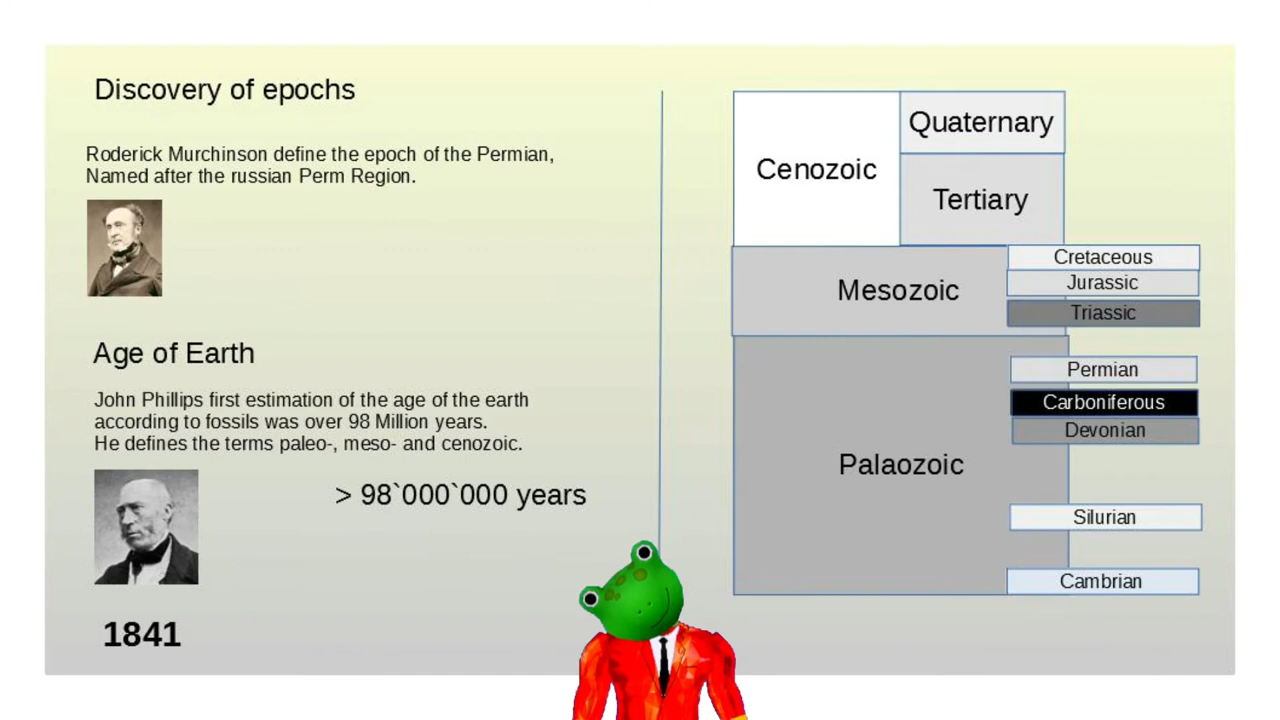 Discovery of epochs
Roderick Murchinson define the epoch of the Permian,
Named after the russian Perm Region.
Age of Earth
John Phillips first estimation of the age of the earth
according to fossils was over 98 Million years.
He defines the terms paleo-, meso- and cenozoic.
> 98`000`000 years
1841
Cenozoic
Quaternary
Tertiary
Mesozoic
Cretaceous
Jurassic
Triassic
Palaozoic
Permian
Carboniferous
Devonian
Silurian
Cambrian